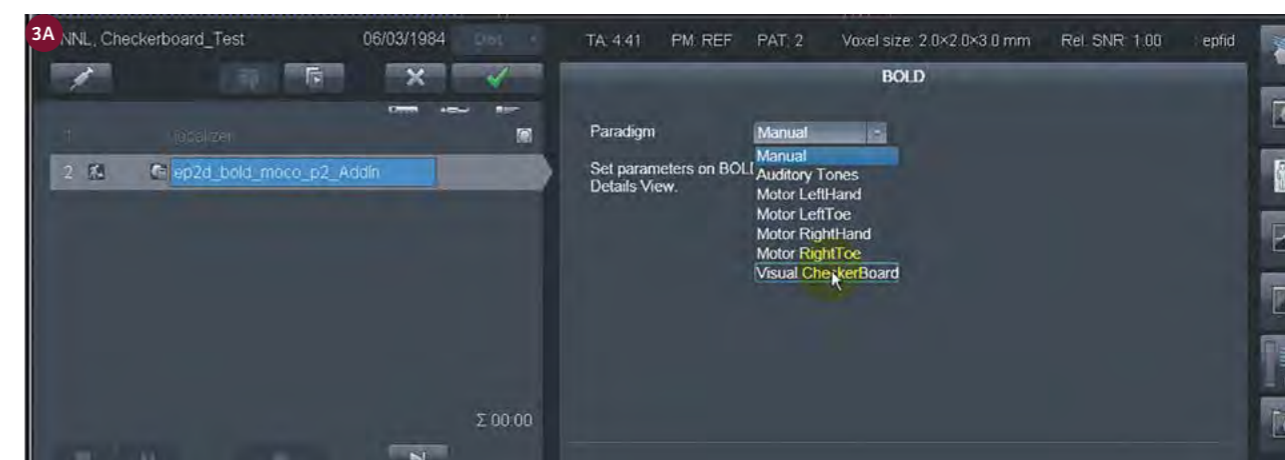 3A
NNL, Checkerboard_Test 06/03/1984
TA: 4:41 PM: REF PAT: 2 Voxel size: 2.0×2.0×3.0 mm Rel. SNR: 1.00 : epfid
BOLD
1 localizer
2 ep2d_bold_moco_p2_AddIn
Σ 00:00
Paradigm Manual
Set parameters on BOLD
Details View.
Manual
Auditory Tones
Motor LeftHand
Motor LeftToe
Motor RightHand
Motor RightToe
Visual CheckerBoard